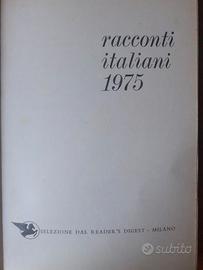 racconti
italiani
1975
SELEZIONE DAL READER'S DIGEST - MILANO
subito